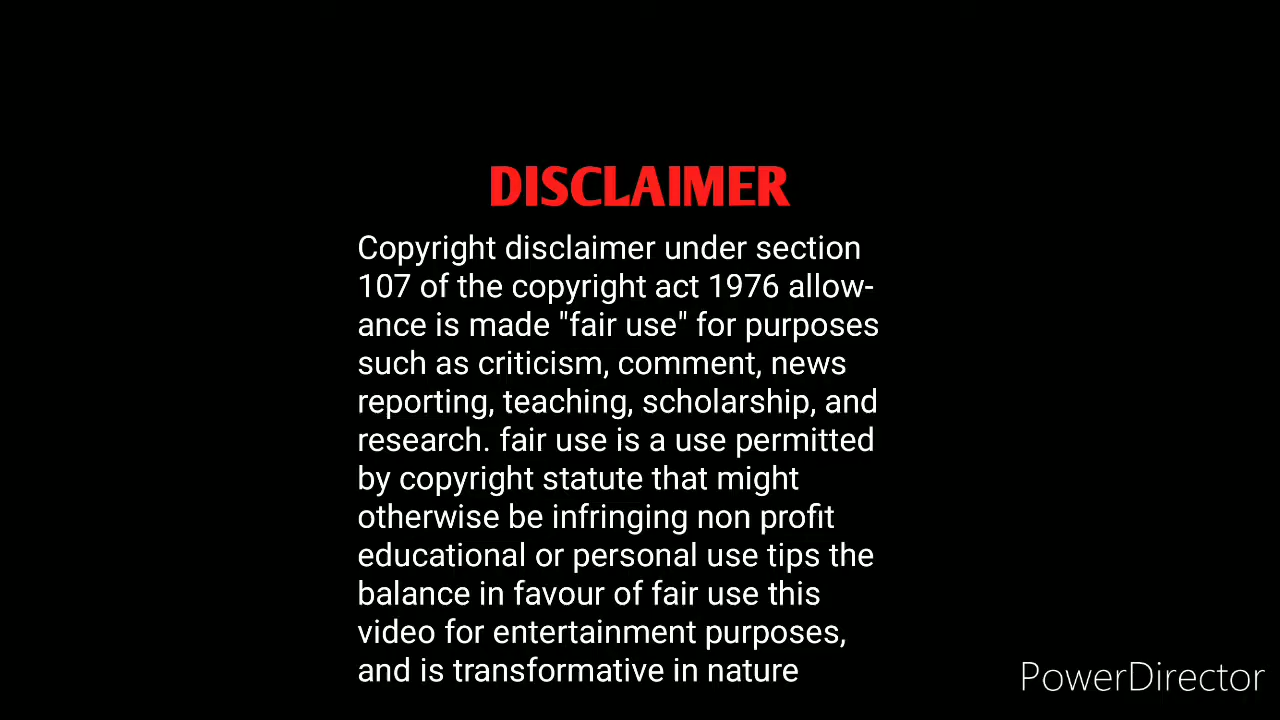 DISCLAIMER
Copyright disclaimer under section
107 of the copyright act 1976 allow-
ance is made "fair use" for purposes
such as criticism, comment, news
reporting, teaching, scholarship, and
research. fair use is a use permitted
by copyright statute that might
otherwise be infringing non profit
educational or personal use tips the
balance in favour of fair use this
video for entertainment purposes,
and is transformative in nature
PowerDirector